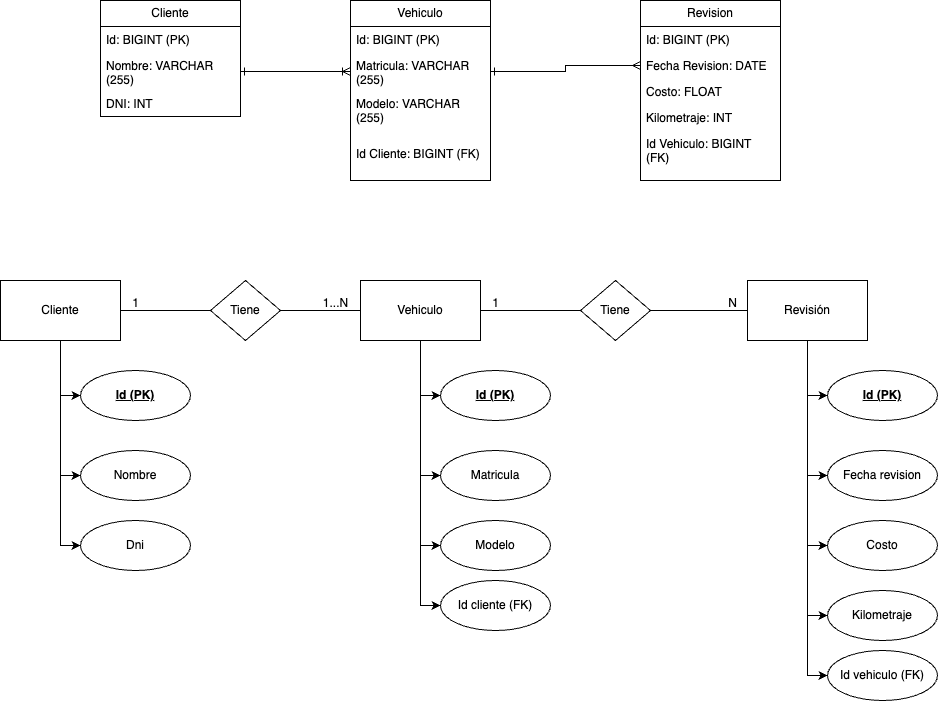 Cliente
Id: BIGINT (PK)
Nombre: VARCHAR
(255)
DNI: INT
Vehiculo
Id: BIGINT (PK)
Matricula: VARCHAR
(255)
Modelo: VARCHAR
(255)
Id Cliente: BIGINT (FK)
Revision
Id: BIGINT (PK)
Fecha Revision: DATE
Costo: FLOAT
Kilometraje: INT
Id Vehiculo: BIGINT
(FK)
Cliente
1
Tiene
1...N
Vehiculo
1
Tiene
N
Revisión
Id (PK)
Nombre
Dni
Id (PK)
Matricula
Modelo
Id cliente (FK)
Id (PK)
Fecha revision
Costo
Kilometraje
Id vehiculo (FK)